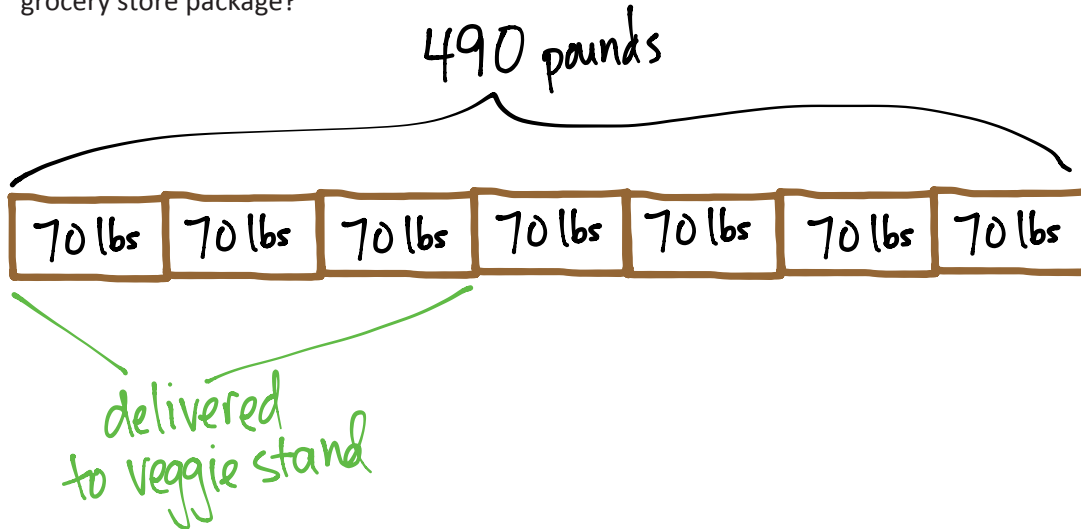 grocery store package?
490 pounds
70 lbs 70 lbs 70 lbs 70 lbs 70 lbs 70 lbs 70 lbs
delivered
to veggie stand